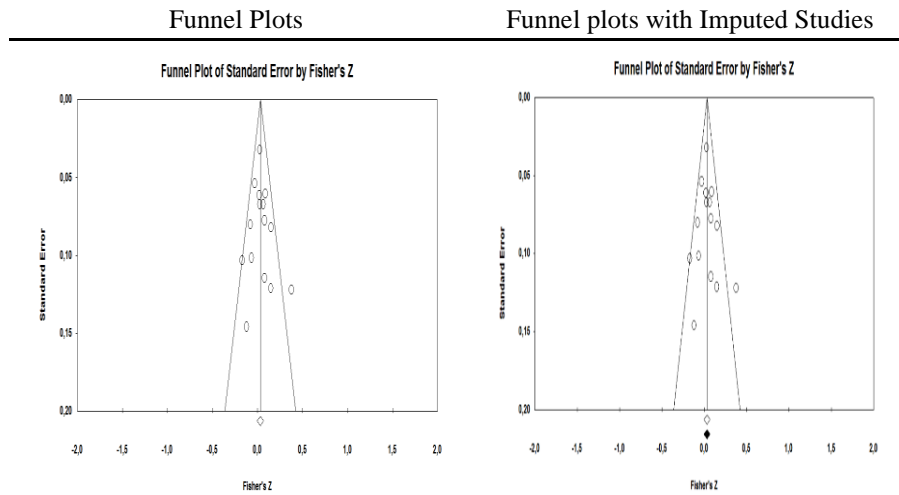 Funnel Plots Funnel plots with Imputed Studies
Funnel Plot of Standard Error by Fisher's Z
0,00
0,05
0,10
0,15
0,20
Standard Error
-2,0 -1,5 -1,0 -0,5 0,0 0,5 1,0 1,5 2,0
Fisher's Z
Funnel Plot of Standard Error by Fisher's Z
0,00
0,05
0,10
0,15
0,20
Standard Error
-2,0 -1,5 -1,0 -0,5 0,0 0,5 1,0 1,5 2,0
Fisher's Z